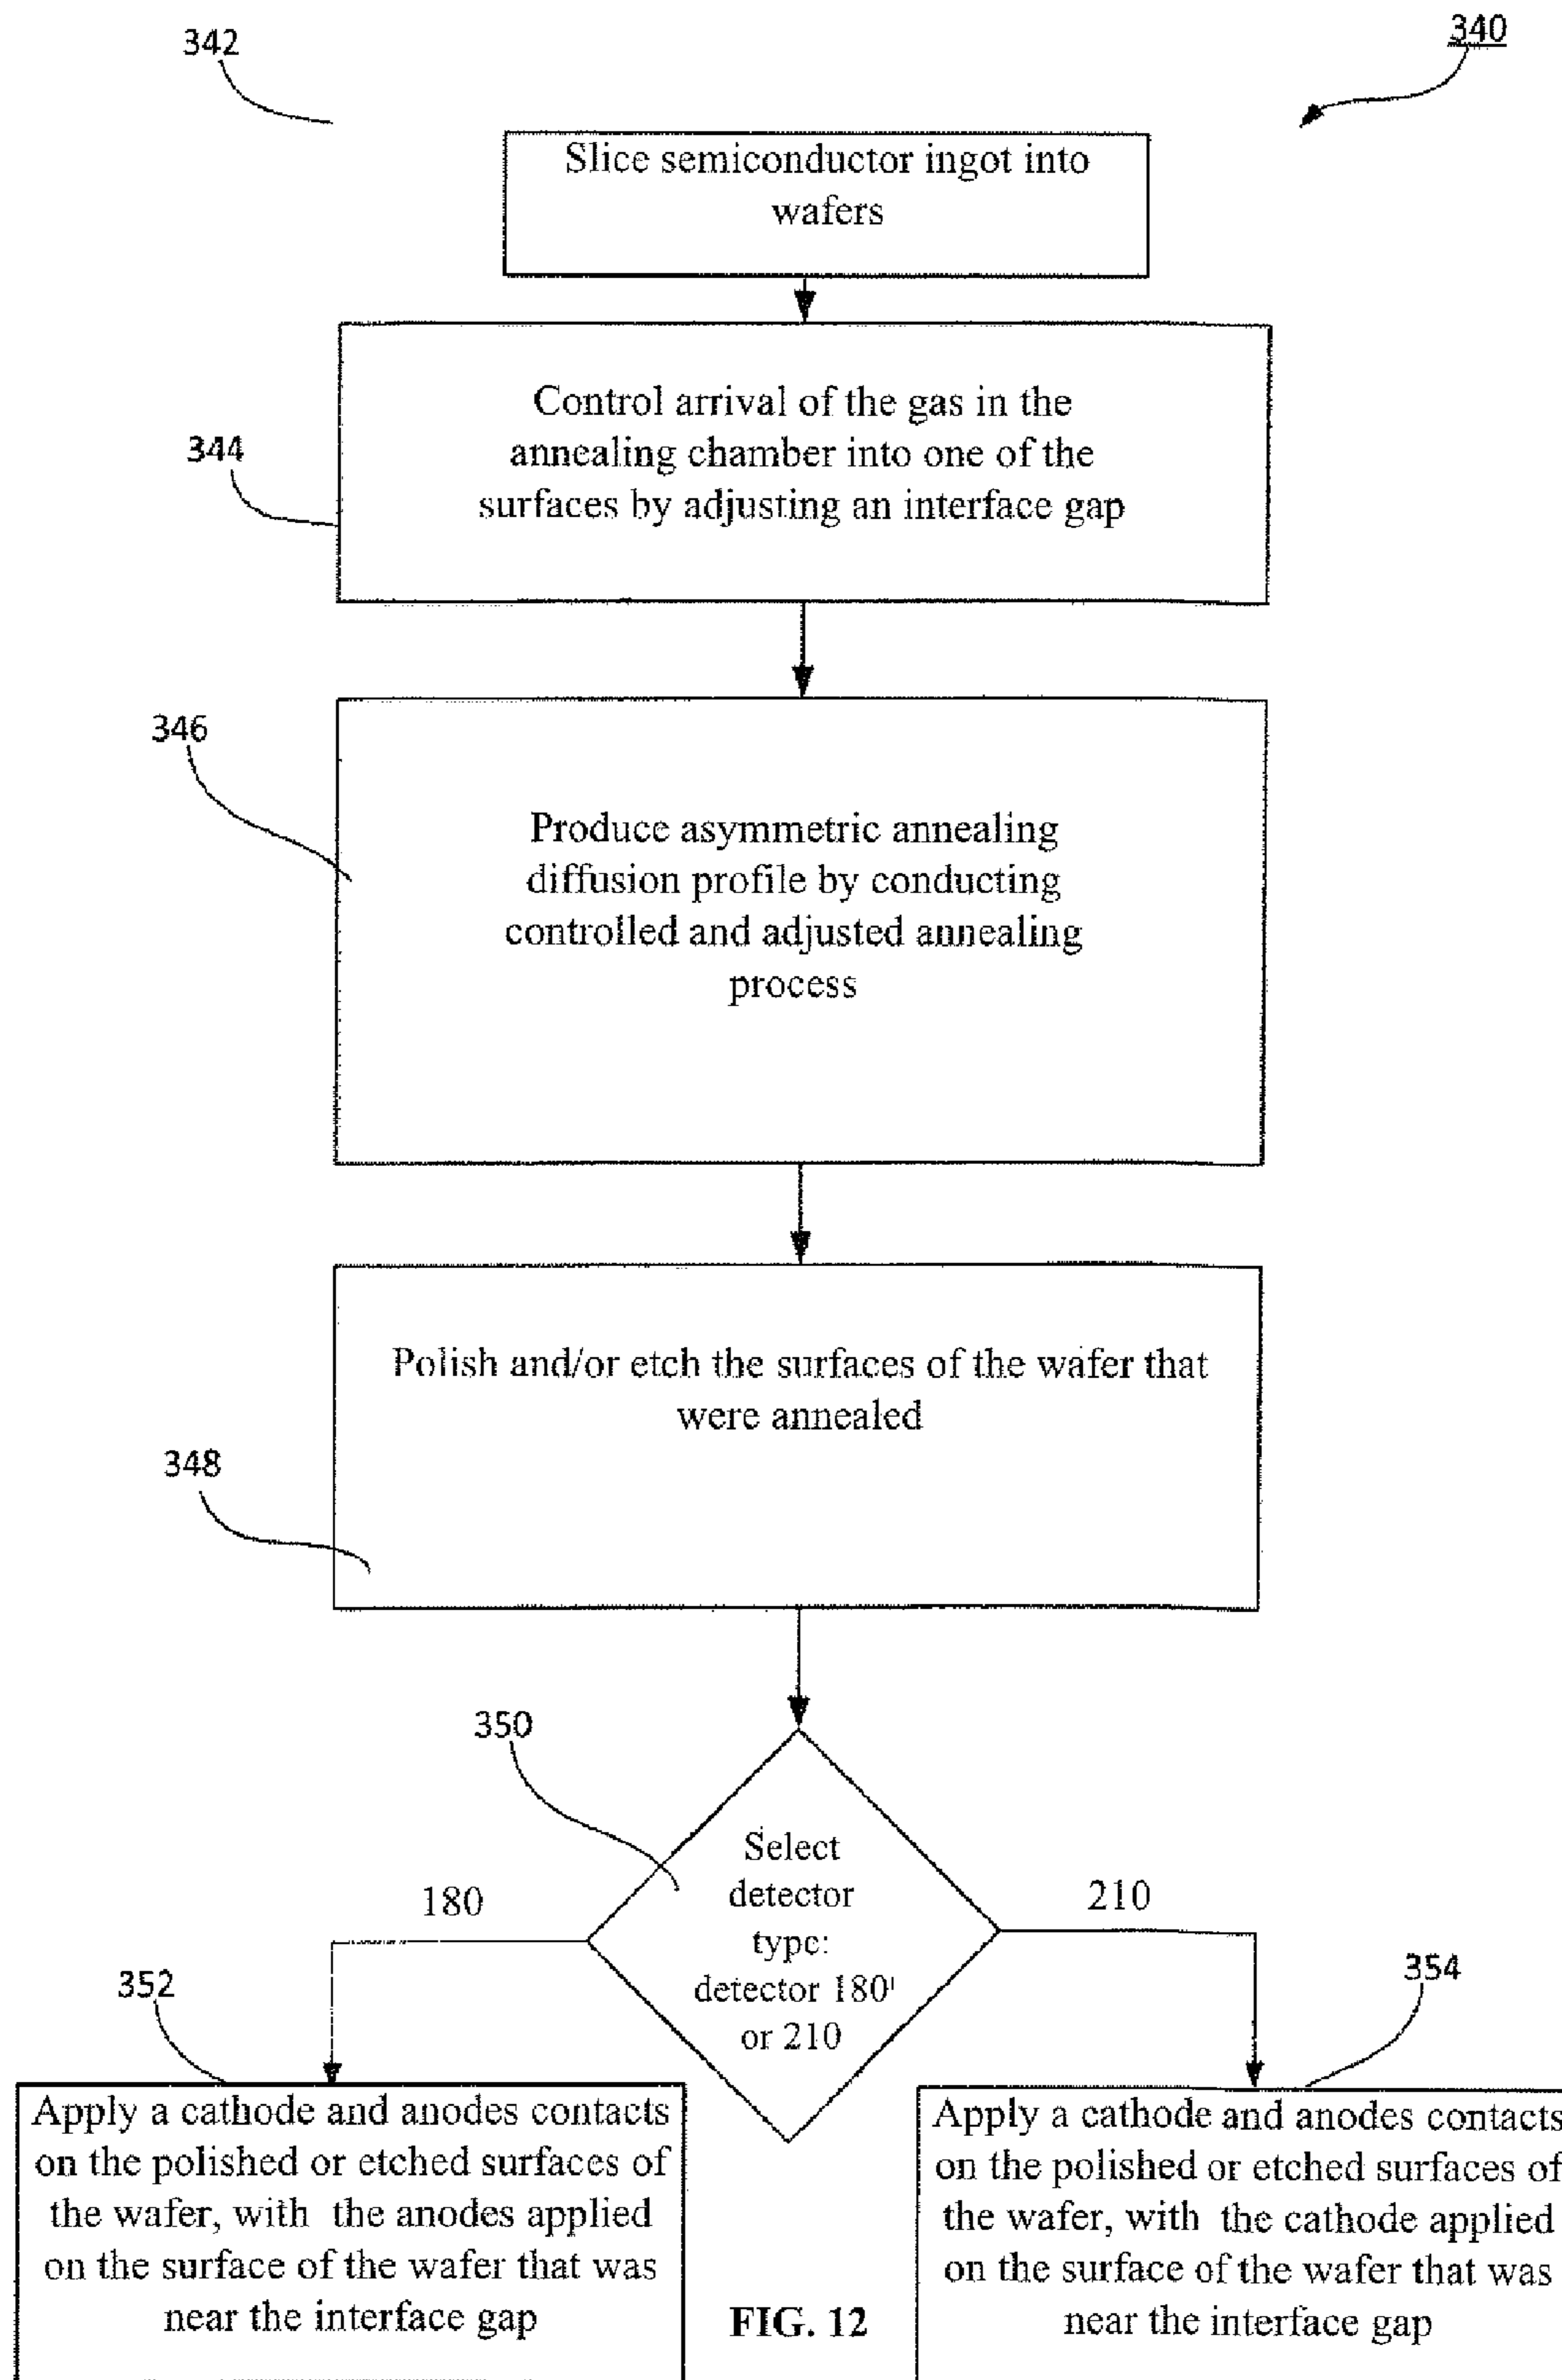 342
340
Slice semiconductor ingot into
wafers
Control arrival of the gas in the
annealing chamber into one of the
surfaces by adjusting an interface gap
344
346
Produce asymmetric annealing
diffusion profile by conducting
controlled and adjusted annealing
process
Polish and/or etch the surfaces of the wafer that
were annealed
348
350
Select
detector
type:
detector 180
or 210
180
210
352
354
Apply a cathode and anodes contacts
on the polished or etched surfaces of
the wafer, with the anodes applied
on the surface of the wafer that was
near the interface gap
Apply a cathode and anodes contacts
on the polished or etched surfaces of
the wafer, with the cathode applied
on the surface of the wafer that was
near the interface gap
FIG. 12